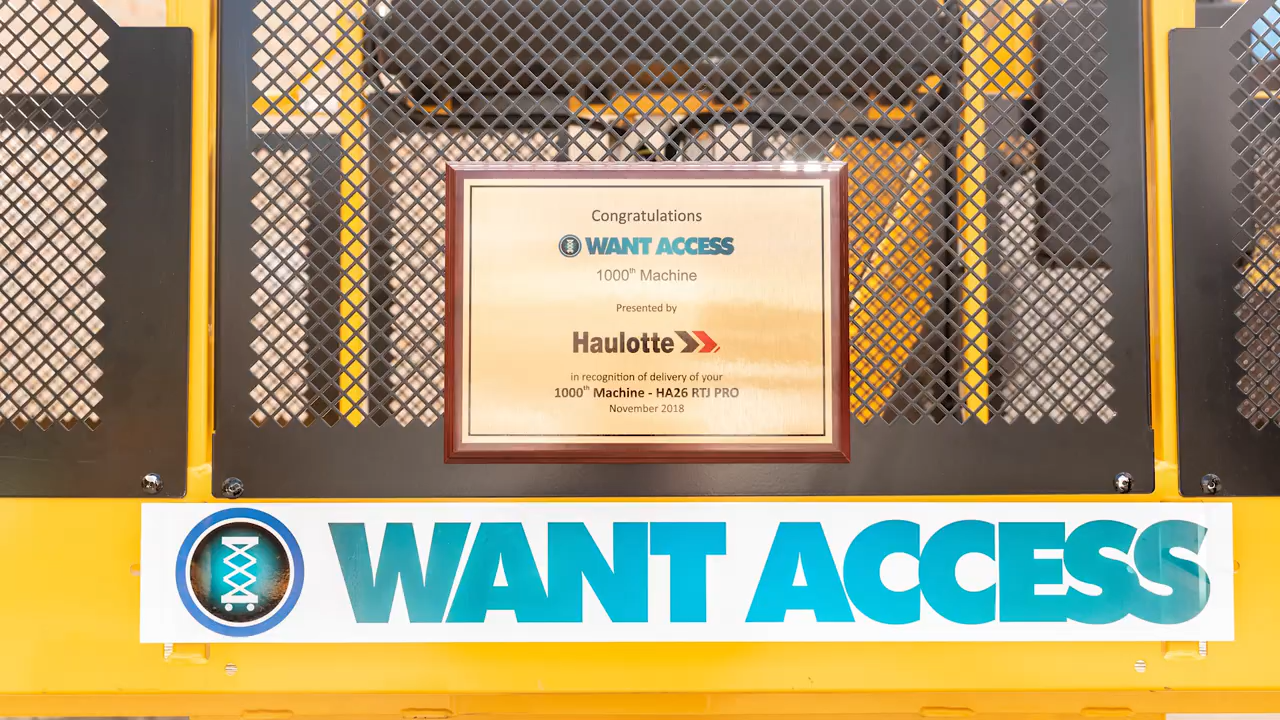 Congratulations
WANT ACCESS
1000th Machine
Presented by
Haulotte
in recognition of delivery of your
1000th Machine - HA26 RTJ PRO
November 2018
WANT ACCESS